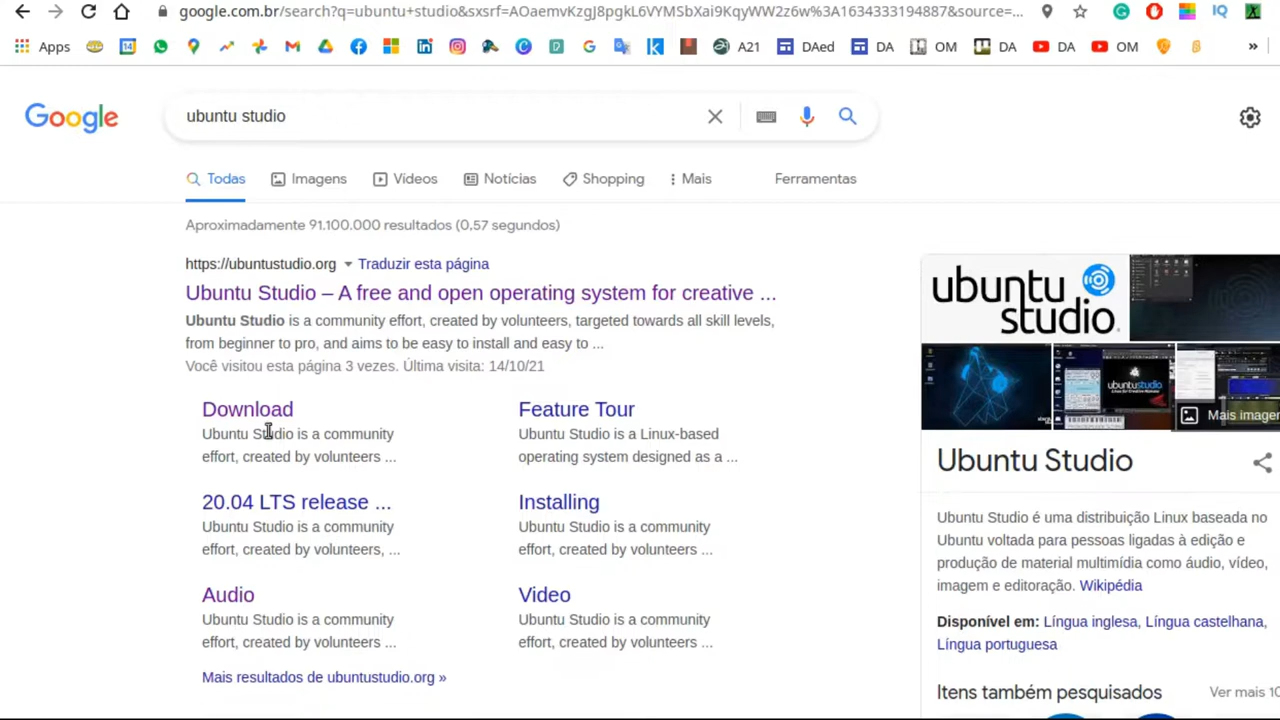 google.com.br/search?q=ubuntu+studio&sxsrf=AOaemvKzgJ8pgkL6VYMSbXai9KqyWW2z6w%3A1634333194887&source=...
Apps
A21
DAed
DA
OM
DA
DA
OM
»
Google
ubuntu studio
Todas
Imagens
Vídeos
Notícias
Shopping
Mais
Ferramentas
Aproximadamente 91.100.000 resultados (0,57 segundos)
https://ubuntustudio.org
Traduzir esta página
Ubuntu Studio – A free and open operating system for creative ...
Ubuntu Studio is a community effort, created by volunteers, targeted towards all skill levels,
from beginner to pro, and aims to be easy to install and easy to ...
Você visitou esta página 3 vezes. Última visita: 14/10/21
Download
Ubuntu Studio is a community
effort, created by volunteers ...
Feature Tour
Ubuntu Studio is a Linux-based
operating system designed as a ...
20.04 LTS release ...
Ubuntu Studio is a community
effort, created by volunteers, ...
Installing
Ubuntu Studio is a community
effort, created by volunteers ...
Audio
Ubuntu Studio is a community
effort, created by volunteers ...
Video
Ubuntu Studio is a community
effort, created by volunteers ...
Mais resultados de ubuntustudio.org »
ubuntu
studio
ubuntustudio
Mais imager
Ubuntu Studio
Ubuntu Studio é uma distribuição Linux baseada no
Ubuntu voltada para pessoas ligadas à edição e
produção de material multimídia como áudio, vídeo,
imagem e editoração. Wikipédia
Disponível em: Língua inglesa, Língua castelhana,
Língua portuguesa
Itens também pesquisados
Ver mais 10